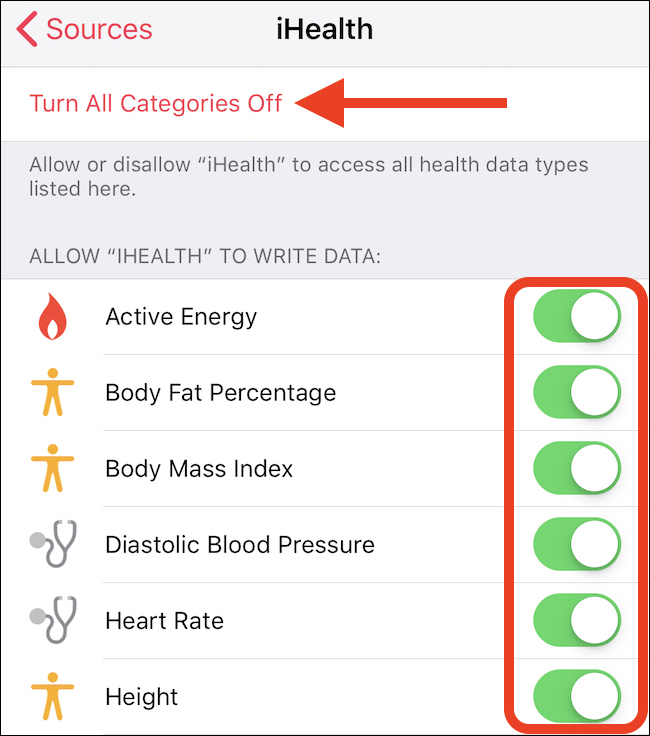 Sources
iHealth
Turn All Categories Off
Allow or disallow “iHealth” to access all health data types
listed here.
ALLOW “IHEALTH” TO WRITE DATA:
Active Energy
Body Fat Percentage
Body Mass Index
Diastolic Blood Pressure
Heart Rate
Height